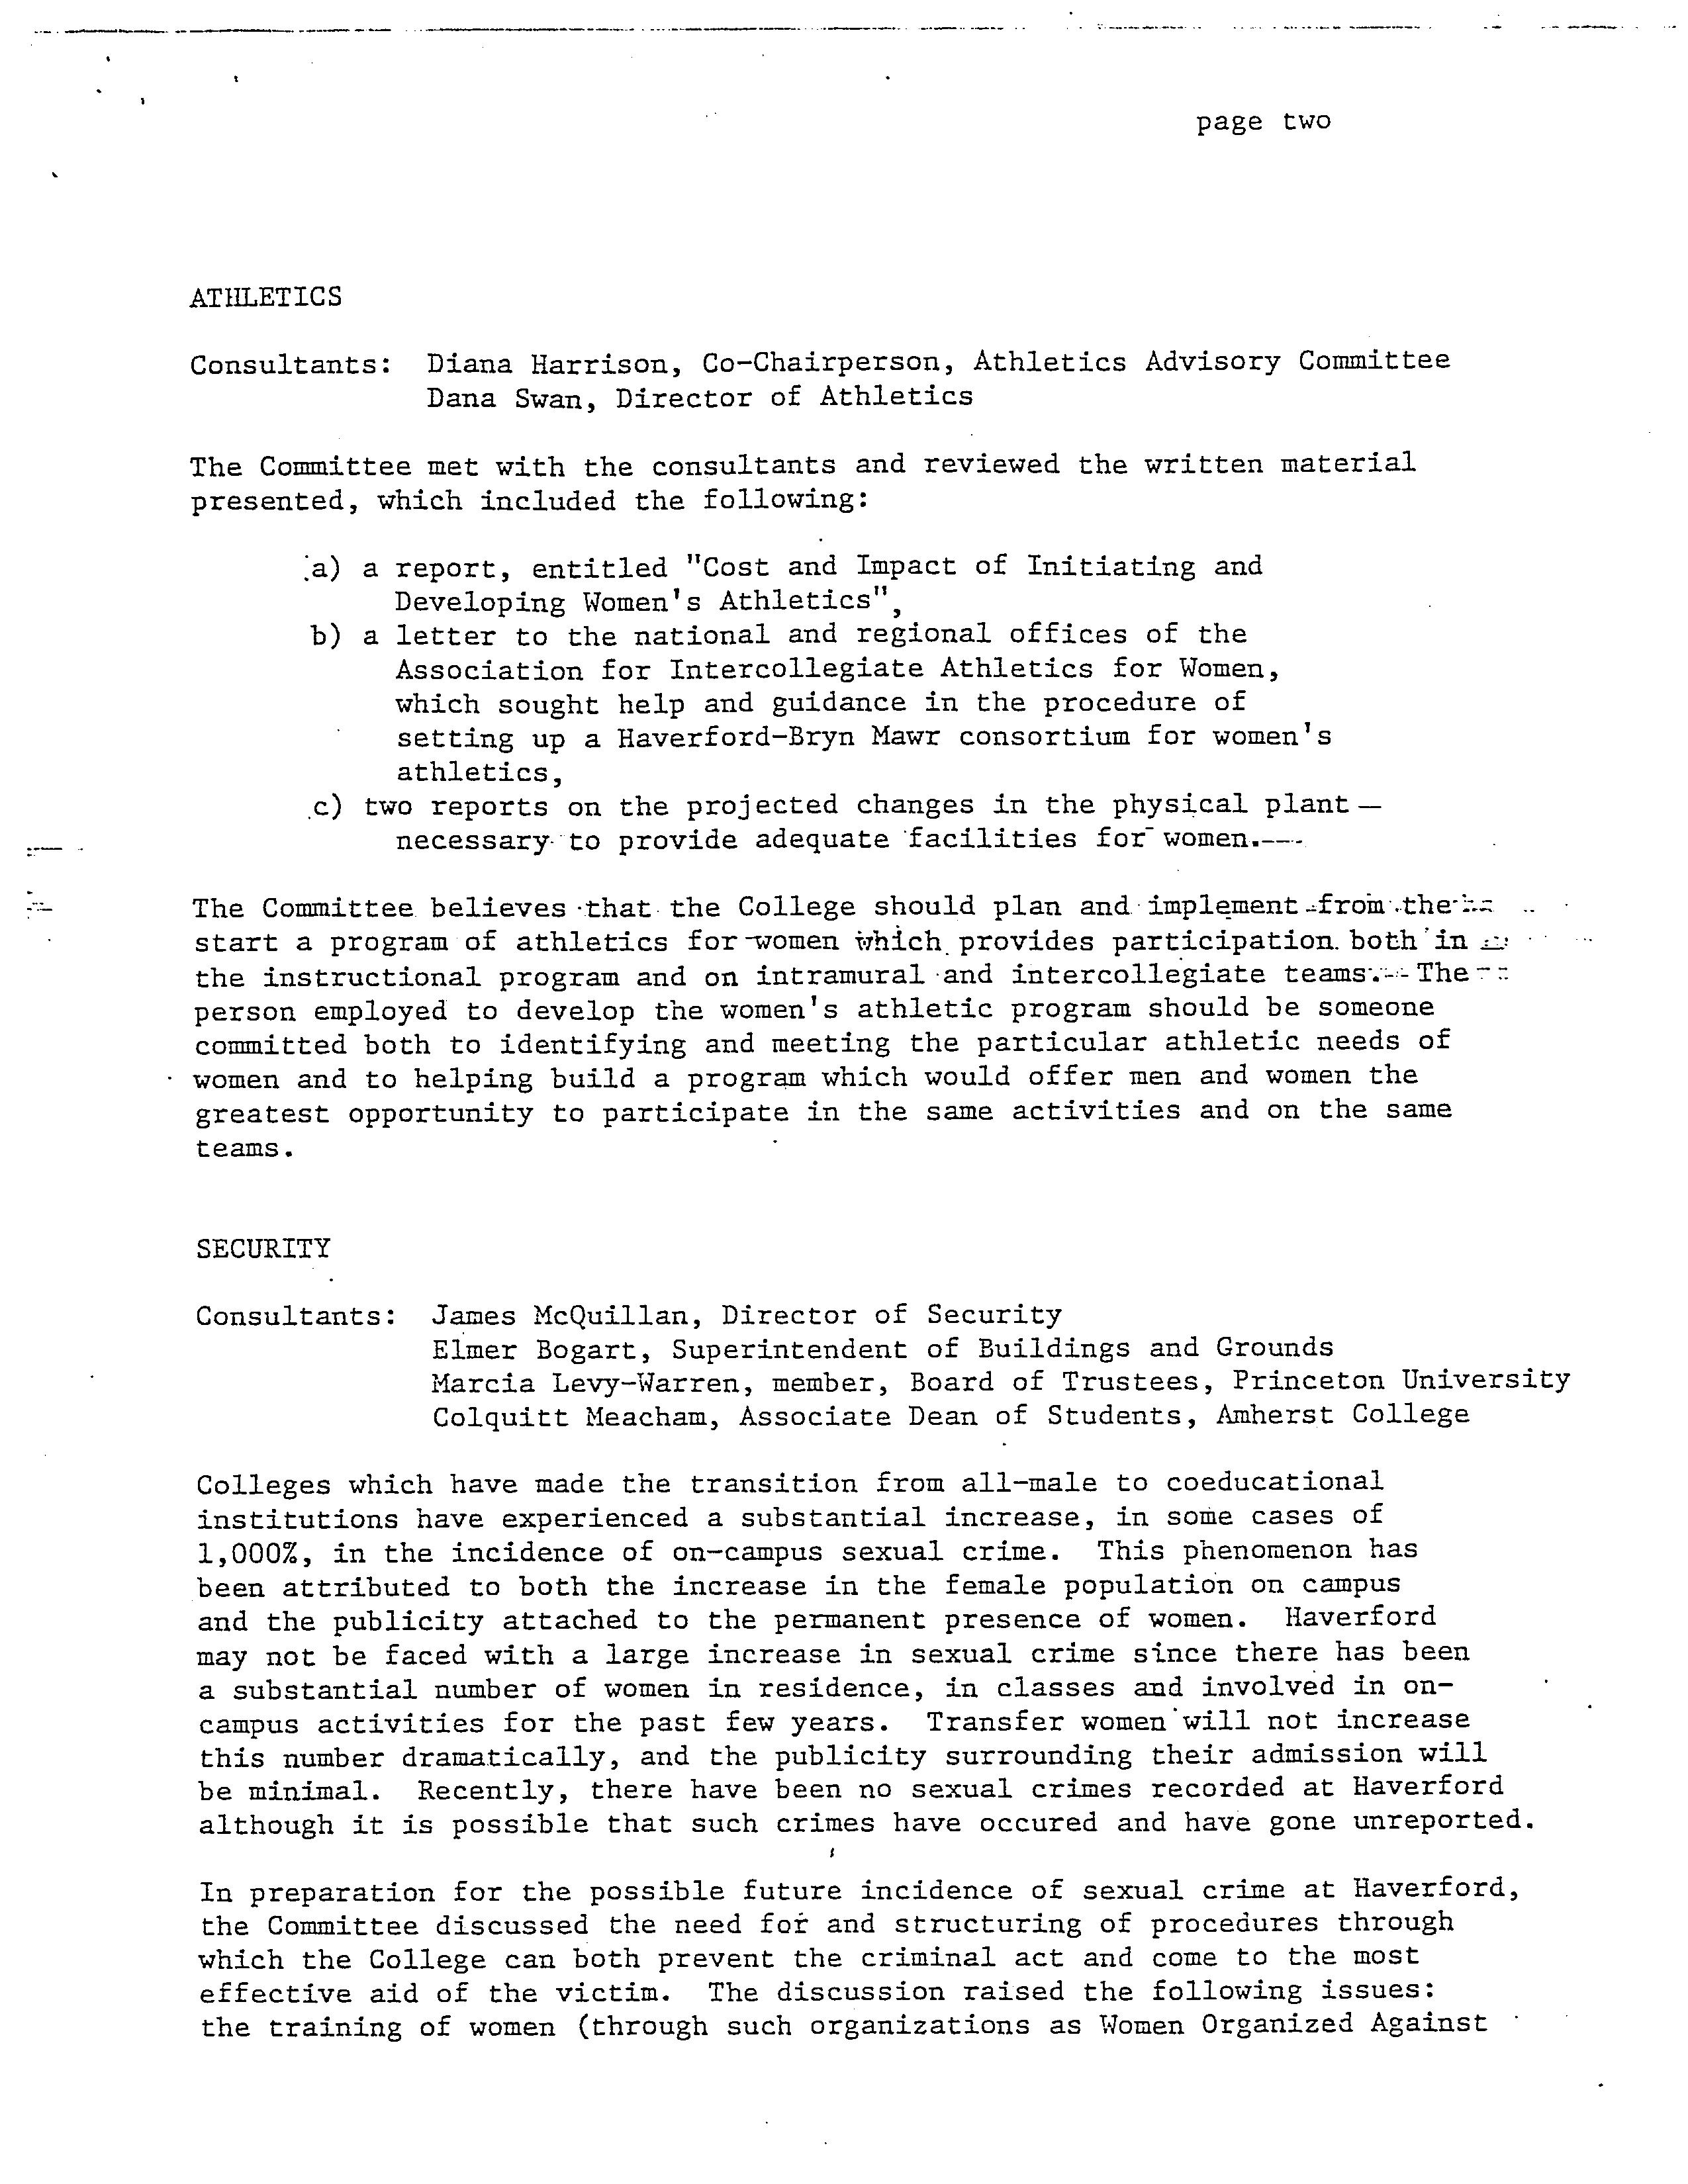 page two
ATHLETICS
Consultants: Diana Harrison, Co-Chairperson, Athletics Advisory Committee
Dana Swan, Director of Athletics
The Committee met with the consultants and reviewed the written material
presented, which included the following:
a) a report, entitled "Cost and Impact of Initiating and
Developing Women's Athletics",
b) a letter to the national and regional offices of the
Association for Intercollegiate Athletics for Women,
which sought help and guidance in the procedure of
setting up a Haverford-Bryn Mawr consortium for women's
athletics,
c) two reports on the projected changes in the physical plant
necessary to provide adequate facilities for women.
The Committee believes that the College should plan and implement from the
start a program of athletics for women which provides participation both in
the instructional program and on intramural and intercollegiate teams. The
person employed to develop the women's athletic program should be someone
committed both to identifying and meeting the particular athletic needs of
women and to helping build a program which would offer men and women the
greatest opportunity to participate in the same activities and on the same
teams.
SECURITY
Consultants: James McQuillan, Director of Security
Elmer Bogart, Superintendent of Buildings and Grounds
Marcia Levy-Warren, member, Board of Trustees, Princeton University
Colquitt Meacham, Associate Dean of Students, Amherst College
Colleges which have made the transition from all-male to coeducational
institutions have experienced a substantial increase, in some cases of
1,000%, in the incidence of on-campus sexual crime. This phenomenon has
been attributed to both the increase in the female population on campus
and the publicity attached to the permanent presence of women. Haverford
may not be faced with a large increase in sexual crime since there has been
a substantial number of women in residence, in classes and involved in on-
campus activities for the past few years. Transfer women will not increase
this number dramatically, and the publicity surrounding their admission will
be minimal. Recently, there have been no sexual crimes recorded at Haverford
although it is possible that such crimes have occured and have gone unreported.
In preparation for the possible future incidence of sexual crime at Haverford,
the Committee discussed the need for and structuring of procedures through
which the College can both prevent the criminal act and come to the most
effective aid of the victim. The discussion raised the following issues:
the training of women (through such organizations as Women Organized Against